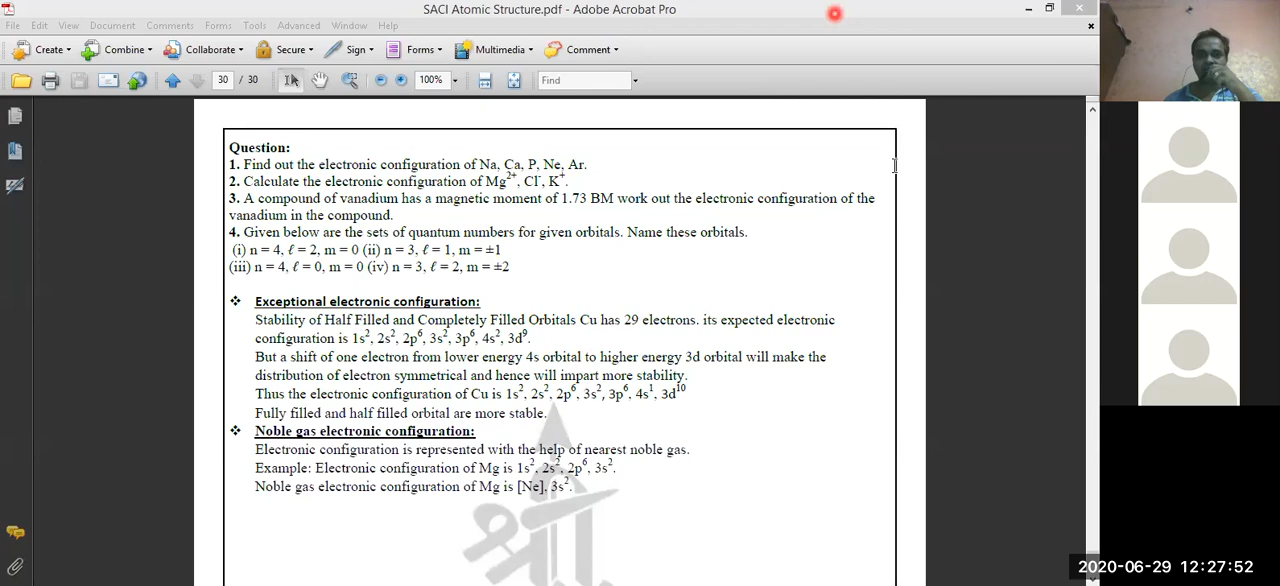 SACI Atomic Structure.pdf - Adobe Acrobat Pro
File Edit View Document Comments Forms Tools Advanced Window Help
Create Combine Collaborate Secure Sign Forms Multimedia Comment
30 / 30 100% Find
Question:
1. Find out the electronic configuration of Na, Ca, P, Ne, Ar.
2. Calculate the electronic configuration of Mg²⁺, Cl⁻, K⁺.
3. A compound of vanadium has a magnetic moment of 1.73 BM work out the electronic configuration of the
vanadium in the compound.
4. Given below are the sets of quantum numbers for given orbitals. Name these orbitals.
(i) n = 4, ℓ = 2, m = 0 (ii) n = 3, ℓ = 1, m = ±1
(iii) n = 4, ℓ = 0, m = 0 (iv) n = 3, ℓ = 2, m = ±2
❖ Exceptional electronic configuration:
Stability of Half Filled and Completely Filled Orbitals Cu has 29 electrons. its expected electronic
configuration is 1s², 2s², 2p⁶, 3s², 3p⁶, 4s², 3d⁹.
But a shift of one electron from lower energy 4s orbital to higher energy 3d orbital will make the
distribution of electron symmetrical and hence will impart more stability.
Thus the electronic configuration of Cu is 1s², 2s², 2p⁶, 3s², 3p⁶, 4s¹, 3d¹⁰
Fully filled and half filled orbital are more stable.
❖ Noble gas electronic configuration:
Electronic configuration is represented with the help of nearest noble gas.
Example: Electronic configuration of Mg is 1s², 2s², 2p⁶, 3s².
Noble gas electronic configuration of Mg is [Ne], 3s².
श्री
2020-06-29 12:27:52